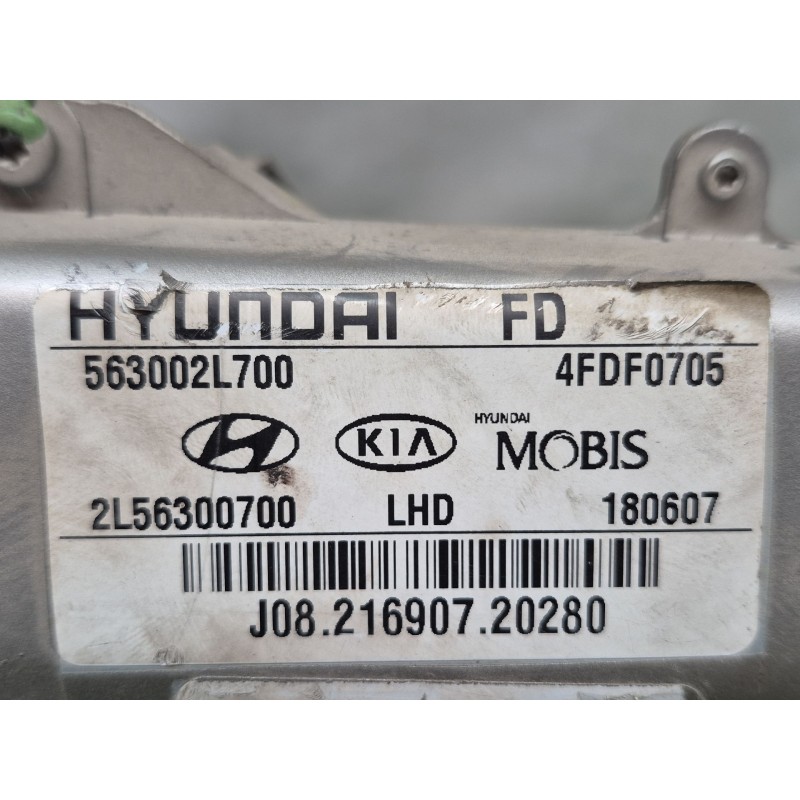 HYUNDAI FD
563002L700 4FDF0705
KIA HYUNDAI MOBIS
2L56300700 LHD 180607
J08.216907.20280